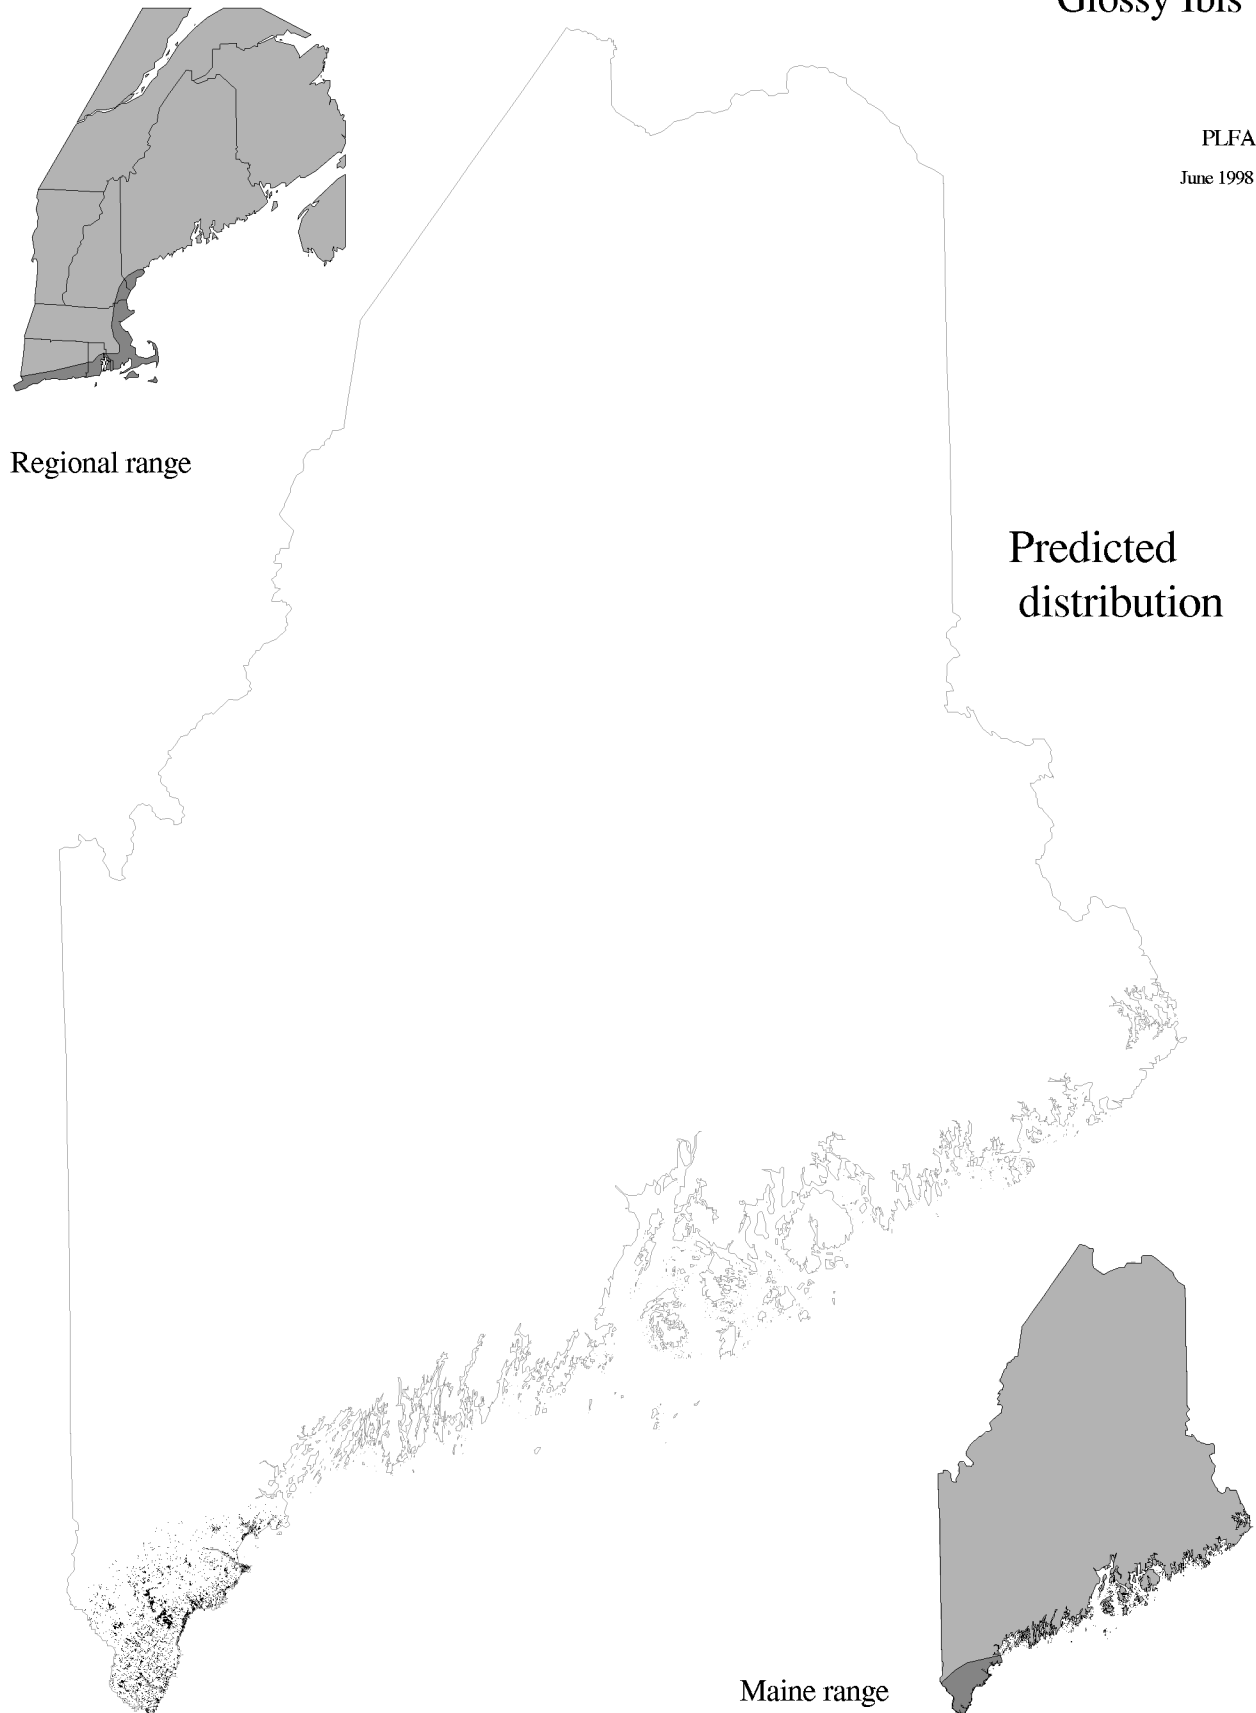 Glossy Ibis
PLFA
June 1998
Regional range
Predicted
distribution
Maine range